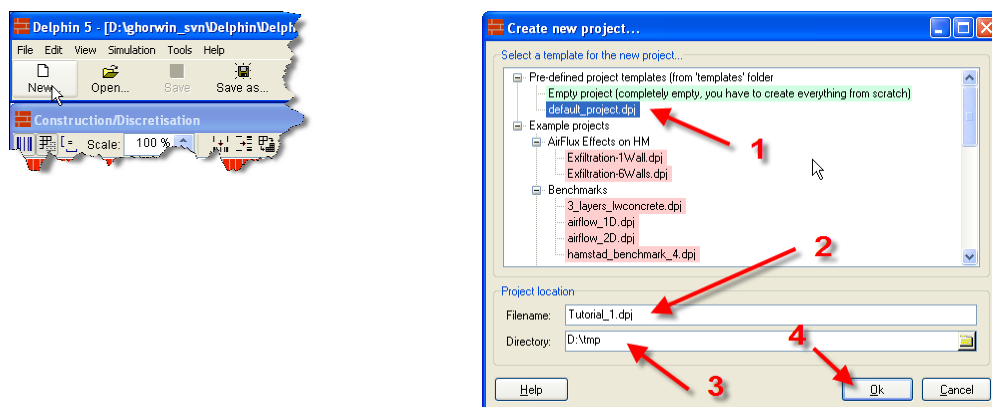 Delphin 5 - [D:\ghorwin_svn\Delphin\Delph
File Edit View Simulation Tools Help
New Open... Save Save as...
Construction/Discretisation
Scale: 100 %
Create new project...
Select a template for the new project...
Pre-defined project templates (from 'templates' folder
Empty project (completely empty, you have to create everything from scratch)
default_project.dpj
1
Example projects
AirFlux Effects on HM
Exfiltration-1Wall.dpj
Exfiltration-6Walls.dpj
Benchmarks
3_layers_lwconcrete.dpj
airflow_1D.dpj
airflow_2D.dpj
hamstad_benchmark_4.dpj
2
Project location
Filename: Tutorial_1.dpj
Directory: D:\tmp
4
3
Help Ok Cancel